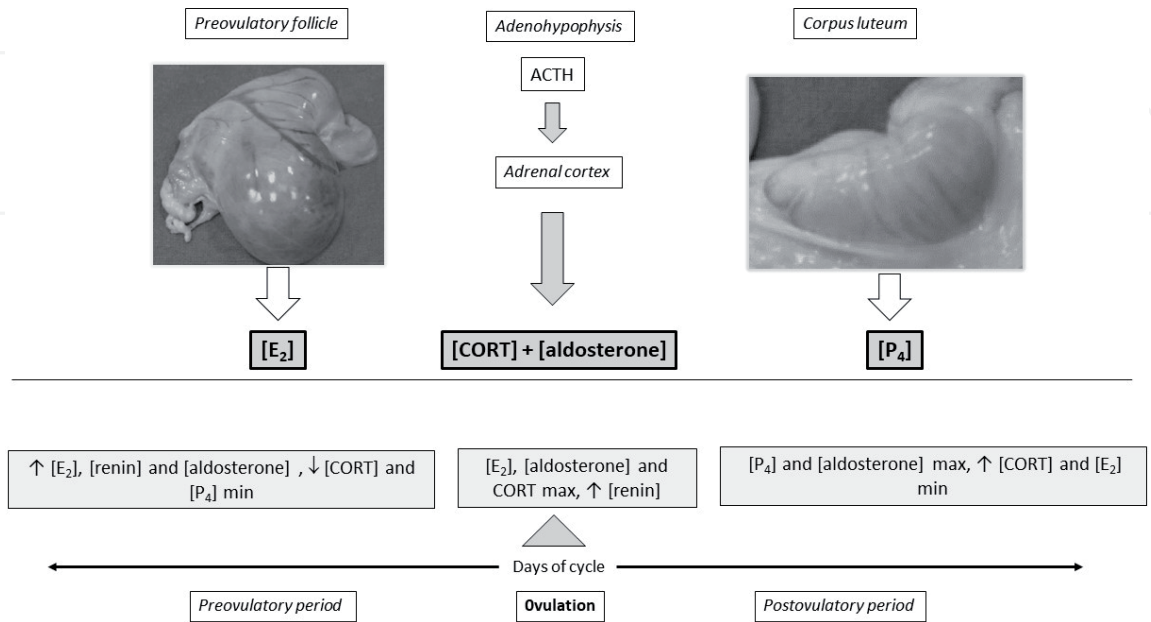 Preovulatory follicle
Adenohypophysis
Corpus luteum
ACTH
Adrenal cortex
[E₂]
[CORT] + [aldosterone]
[P₄]
↑ [E₂], [renin] and [aldosterone] , ↓ [CORT] and
[P₄] min
[E₂], [aldosterone] and
CORT max, ↑ [renin]
[P₄] and [aldosterone] max, ↑ [CORT] and [E₂]
min
Days of cycle
Preovulatory period
0vulation
Postovulatory period